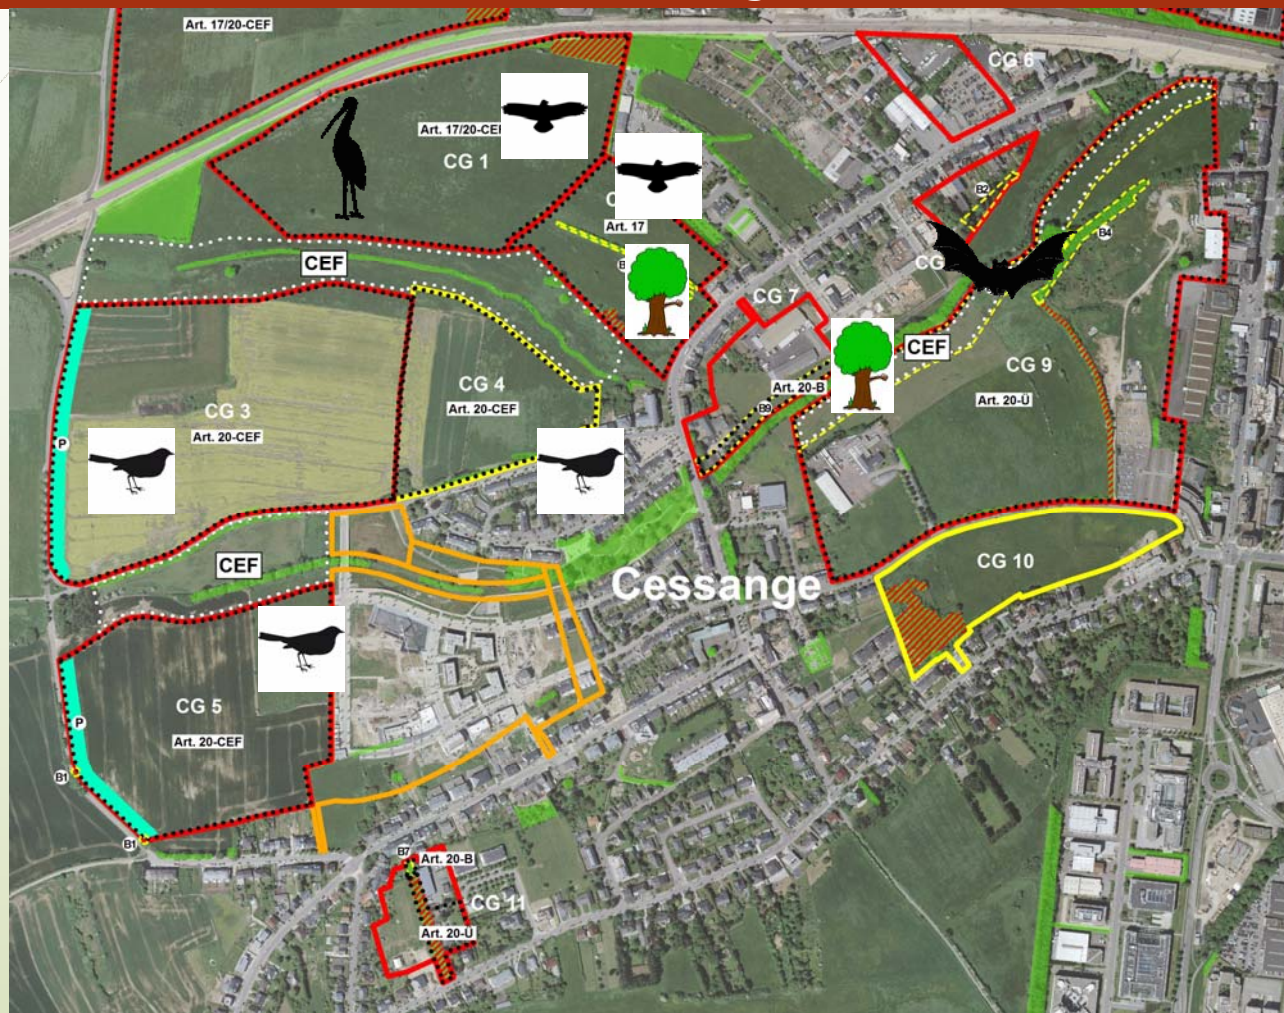 Art. 17/20-CEF
CG 6
Art. 17/20-CEF
CG 1
B2
Art. 17
B4
CEF
CG
CG 7
CEF
CG 9
CG 4
Art. 20-CEF
Art. 20-B
Art. 20-Ü
CG 3
Art. 20-CEF
B9
P
CEF
CG 10
Cessange
CG 5
P
Art. 20-CEF
B1
B1
B7
Art. 20-B
CG 11
Art. 20-Ü